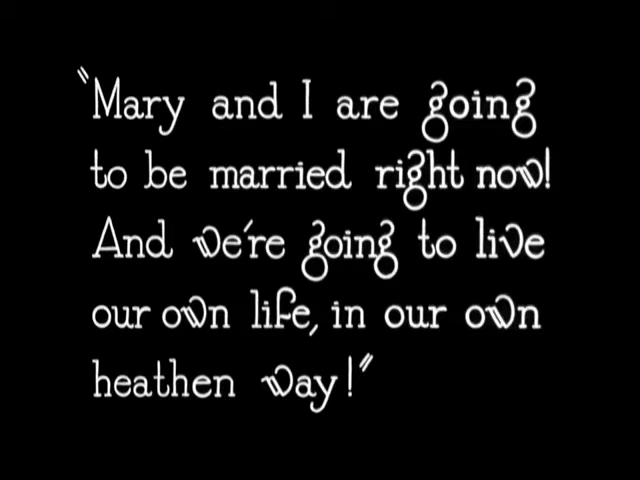 "Mary and I are going
to be married right now!
And we're going to live
our own life, in our own
heathen way!"